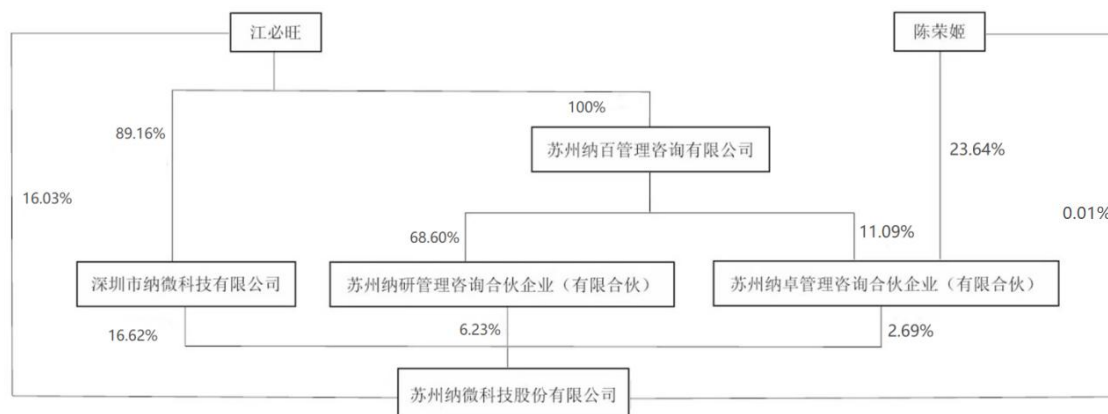 江必旺
陈荣姬
100%
89.16%
苏州纳百管理咨询有限公司
23.64%
16.03%
0.01%
68.60%
11.09%
深圳市纳微科技有限公司
苏州纳研管理咨询合伙企业（有限合伙）
苏州纳卓管理咨询合伙企业（有限合伙）
16.62%
6.23%
2.69%
苏州纳微科技股份有限公司